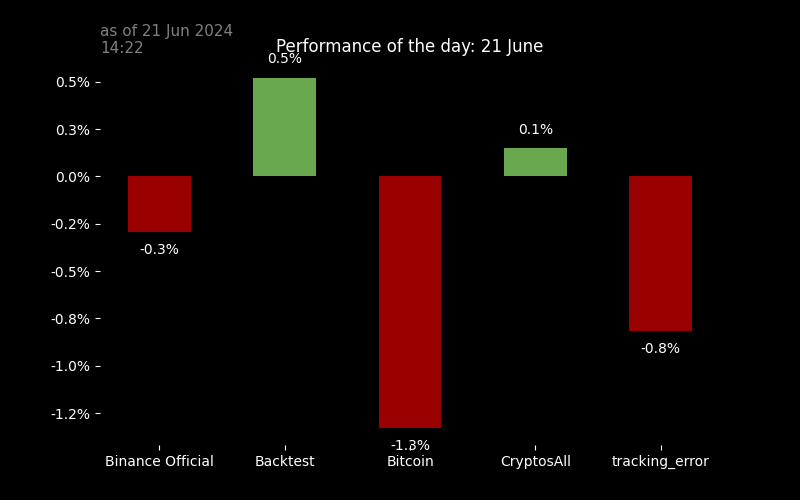 as of 21 Jun 2024
14:22
Performance of the day: 21 June
0.5%
0.5%
0.3%
0.1%
0.0%
-0.2%
-0.3%
-0.5%
-0.8%
-0.8%
-1.0%
-1.2%
-1.3%
Binance Official
Backtest
Bitcoin
CryptosAll
tracking_error